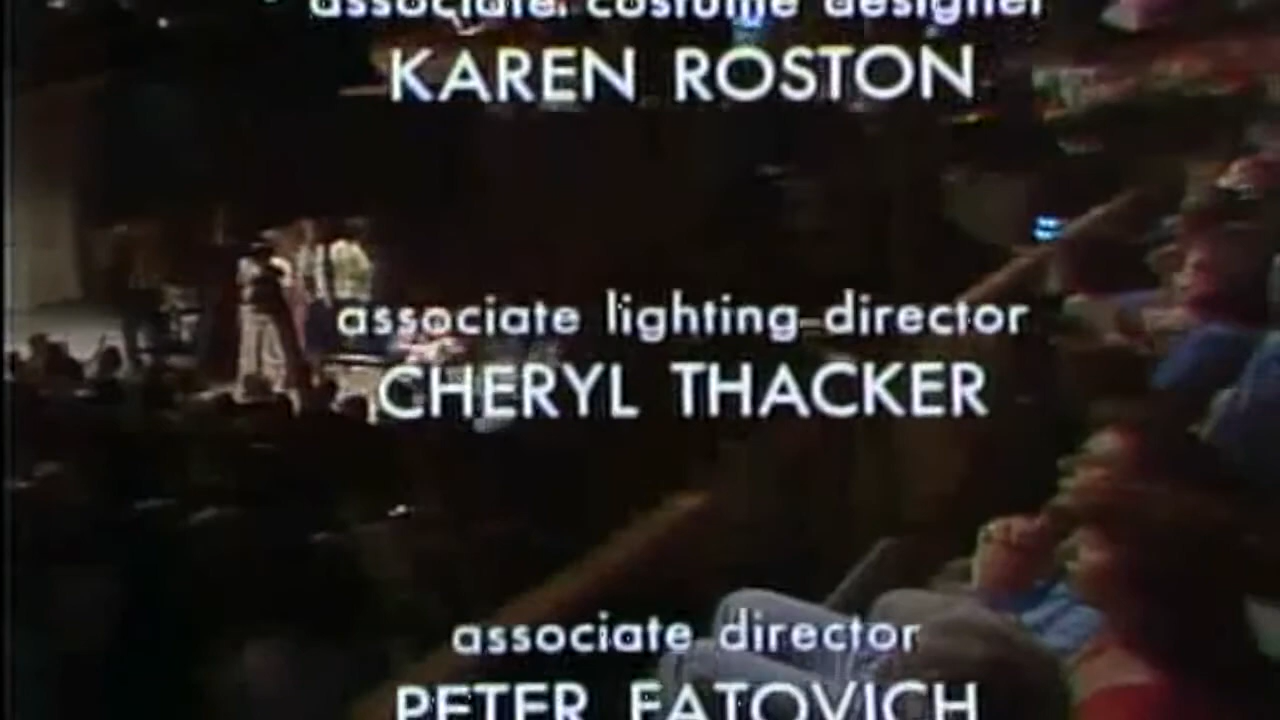 associate costume designer
KAREN ROSTON
associate lighting director
CHERYL THACKER
associate director
PETER FATOVICH